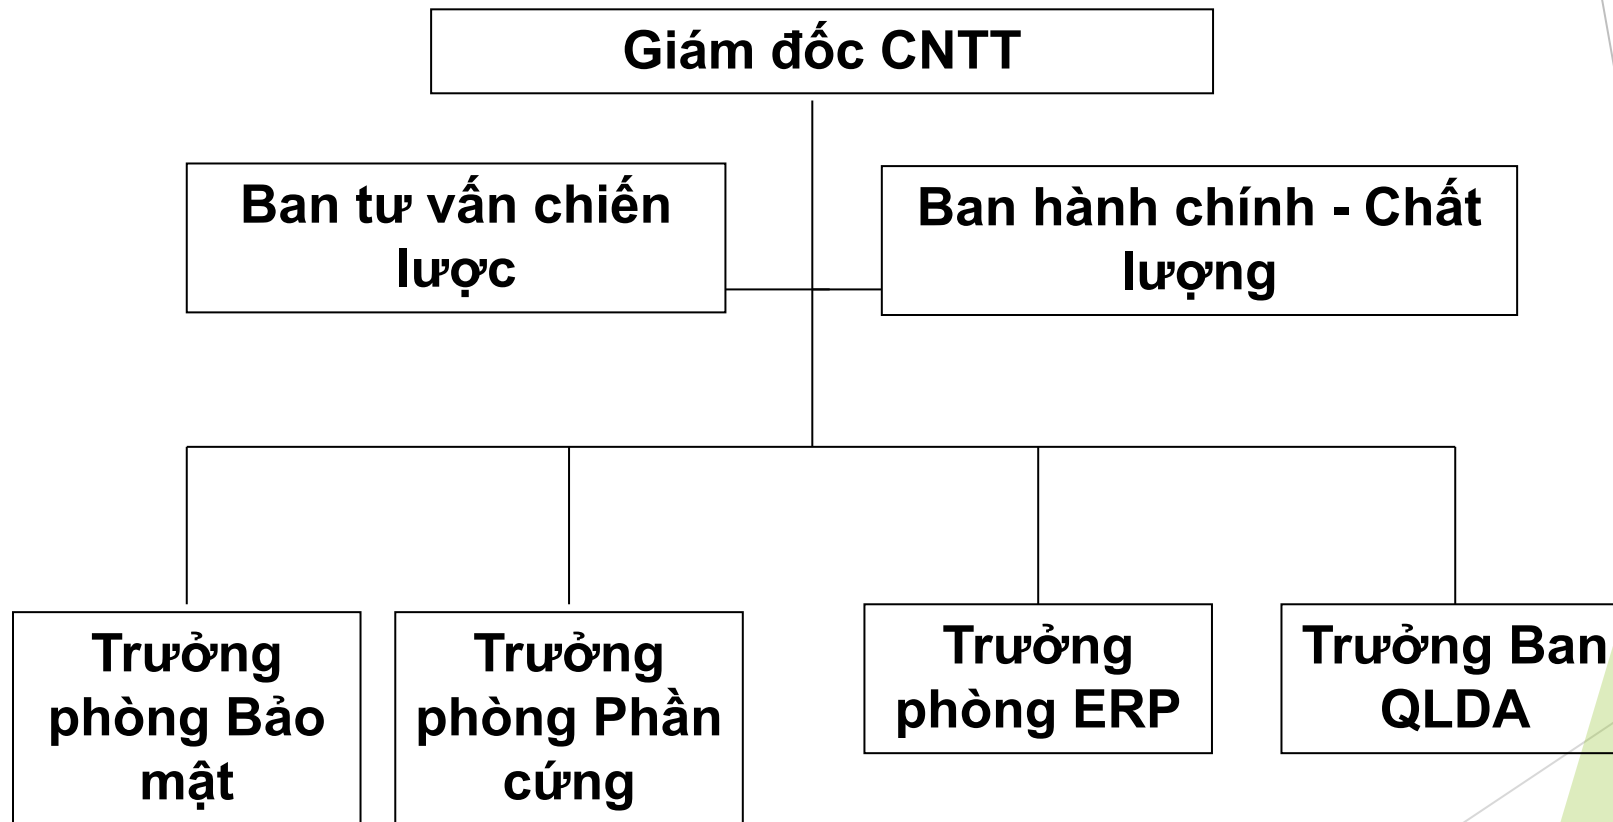 Giám đốc CNTT
Ban tư vấn chiến
lược
Ban hành chính - Chất
lượng
Trưởng
phòng Bảo
mật
Trưởng
phòng Phần
cứng
Trưởng
phòng ERP
Trưởng Ban
QLDA